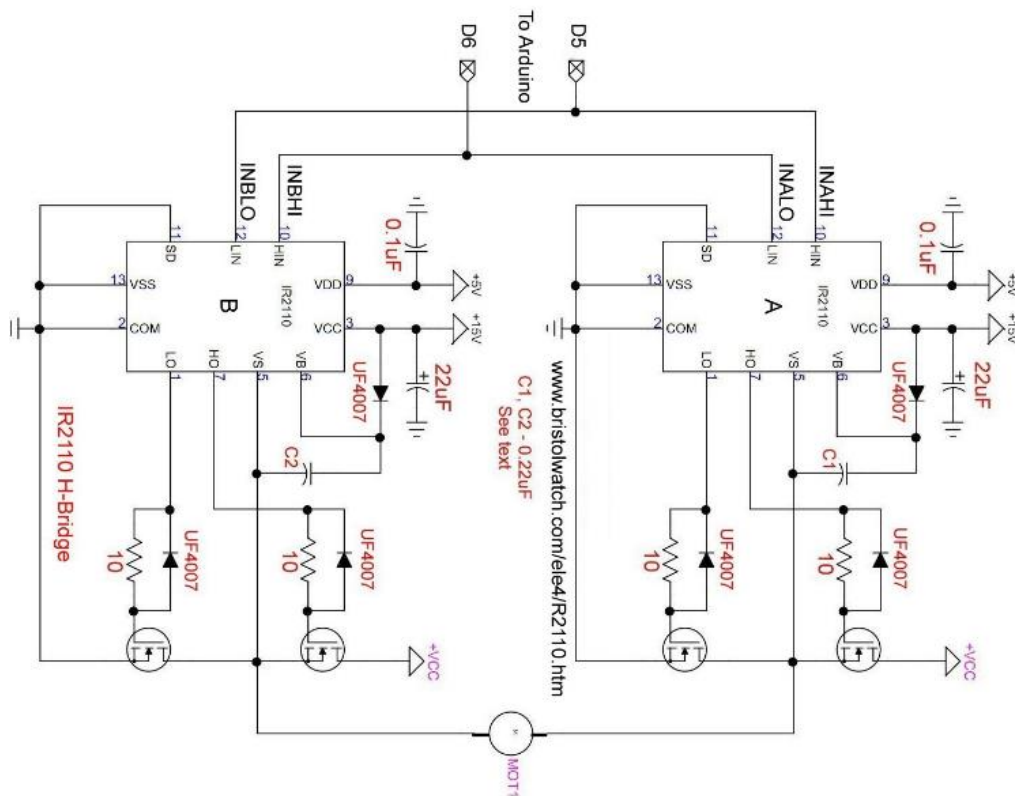 +5V
+15V
+VCC
0.1uF
22uF
+
UF4007
C1
UF4007
10
UF4007
10
INAHI
INALO
10
HIN
12
LIN
11
SD
9
VDD
3
VCC
13
VSS
2
COM
IR2110
A
VB
6
VS
5
HO
7
LO
1
D5
D6
To Arduino
www.bristolwatch.com/ele4/R2110.htm
C1, C2 - 0.22uF
See text
MOT1
+5V
+15V
+VCC
0.1uF
22uF
+
UF4007
C2
UF4007
10
UF4007
10
INBHI
INBLO
10
HIN
12
LIN
11
SD
9
VDD
3
VCC
13
VSS
2
COM
IR2110
B
VB
6
VS
5
HO
7
LO
1
IR2110 H-Bridge